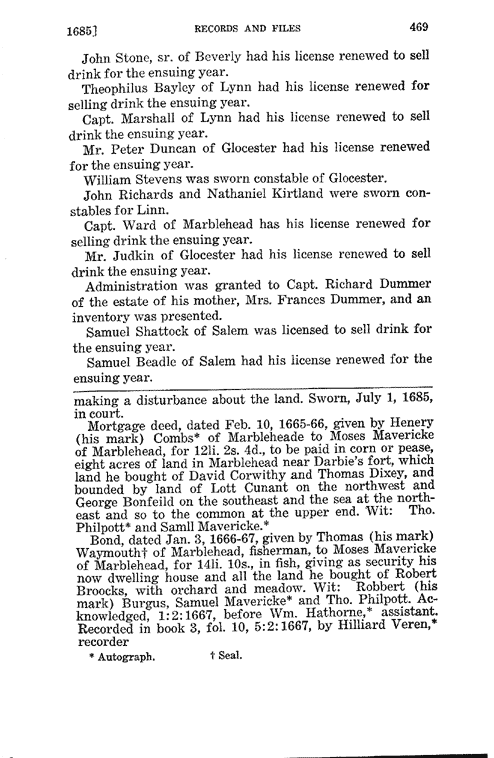 1685] RECORDS AND FILES 469
John Stone, sr. of Beverly had his license renewed to sell
drink for the ensuing year.
Theophilus Bayley of Lynn had his license renewed for
selling drink the ensuing year.
Capt. Marshall of Lynn had his license renewed to sell
drink the ensuing year.
Mr. Peter Duncan of Glocester had his license renewed
for the ensuing year.
William Stevens was sworn constable of Glocester.
John Richards and Nathaniel Kirtland were sworn con-
stables for Linn.
Capt. Ward of Marblehead has his license renewed for
selling drink the ensuing year.
Mr. Judkin of Glocester had his license renewed to sell
drink the ensuing year.
Administration was granted to Capt. Richard Dummer
of the estate of his mother, Mrs. Frances Dummer, and an
inventory was presented.
Samuel Shattock of Salem was licensed to sell drink for
the ensuing year.
Samuel Beadle of Salem had his license renewed for the
ensuing year.
making a disturbance about the land. Sworn, July 1, 1685,
in court.
Mortgage deed, dated Feb. 10, 1665-66, given by Henery
(his mark) Combs* of Marbleheade to Moses Mavericke
of Marblehead, for 12li. 2s. 4d., to be paid in corn or pease,
eight acres of land in Marblehead near Darbie's fort, which
land he bought of David Corwithy and Thomas Dixey, and
bounded by land of Lott Cunant on the northwest and
George Bonfeild on the southeast and the sea at the north-
east and so to the common at the upper end. Wit: Tho.
Philpott* and Samll Mavericke.*
Bond, dated Jan. 3, 1666-67, given by Thomas (his mark)
Waymouth† of Marblehead, fisherman, to Moses Mavericke
of Marblehead, for 14li. 10s., in fish, giving as security his
now dwelling house and all the land he bought of Robert
Broocks, with orchard and meadow. Wit: Robbert (his
mark) Burgus, Samuel Mavericke* and Tho. Philpott. Ac-
knowledged, 1:2:1667, before Wm. Hathorne,* assistant.
Recorded in book 3, fol. 10, 5:2:1667, by Hilliard Veren,*
recorder
* Autograph. † Seal.